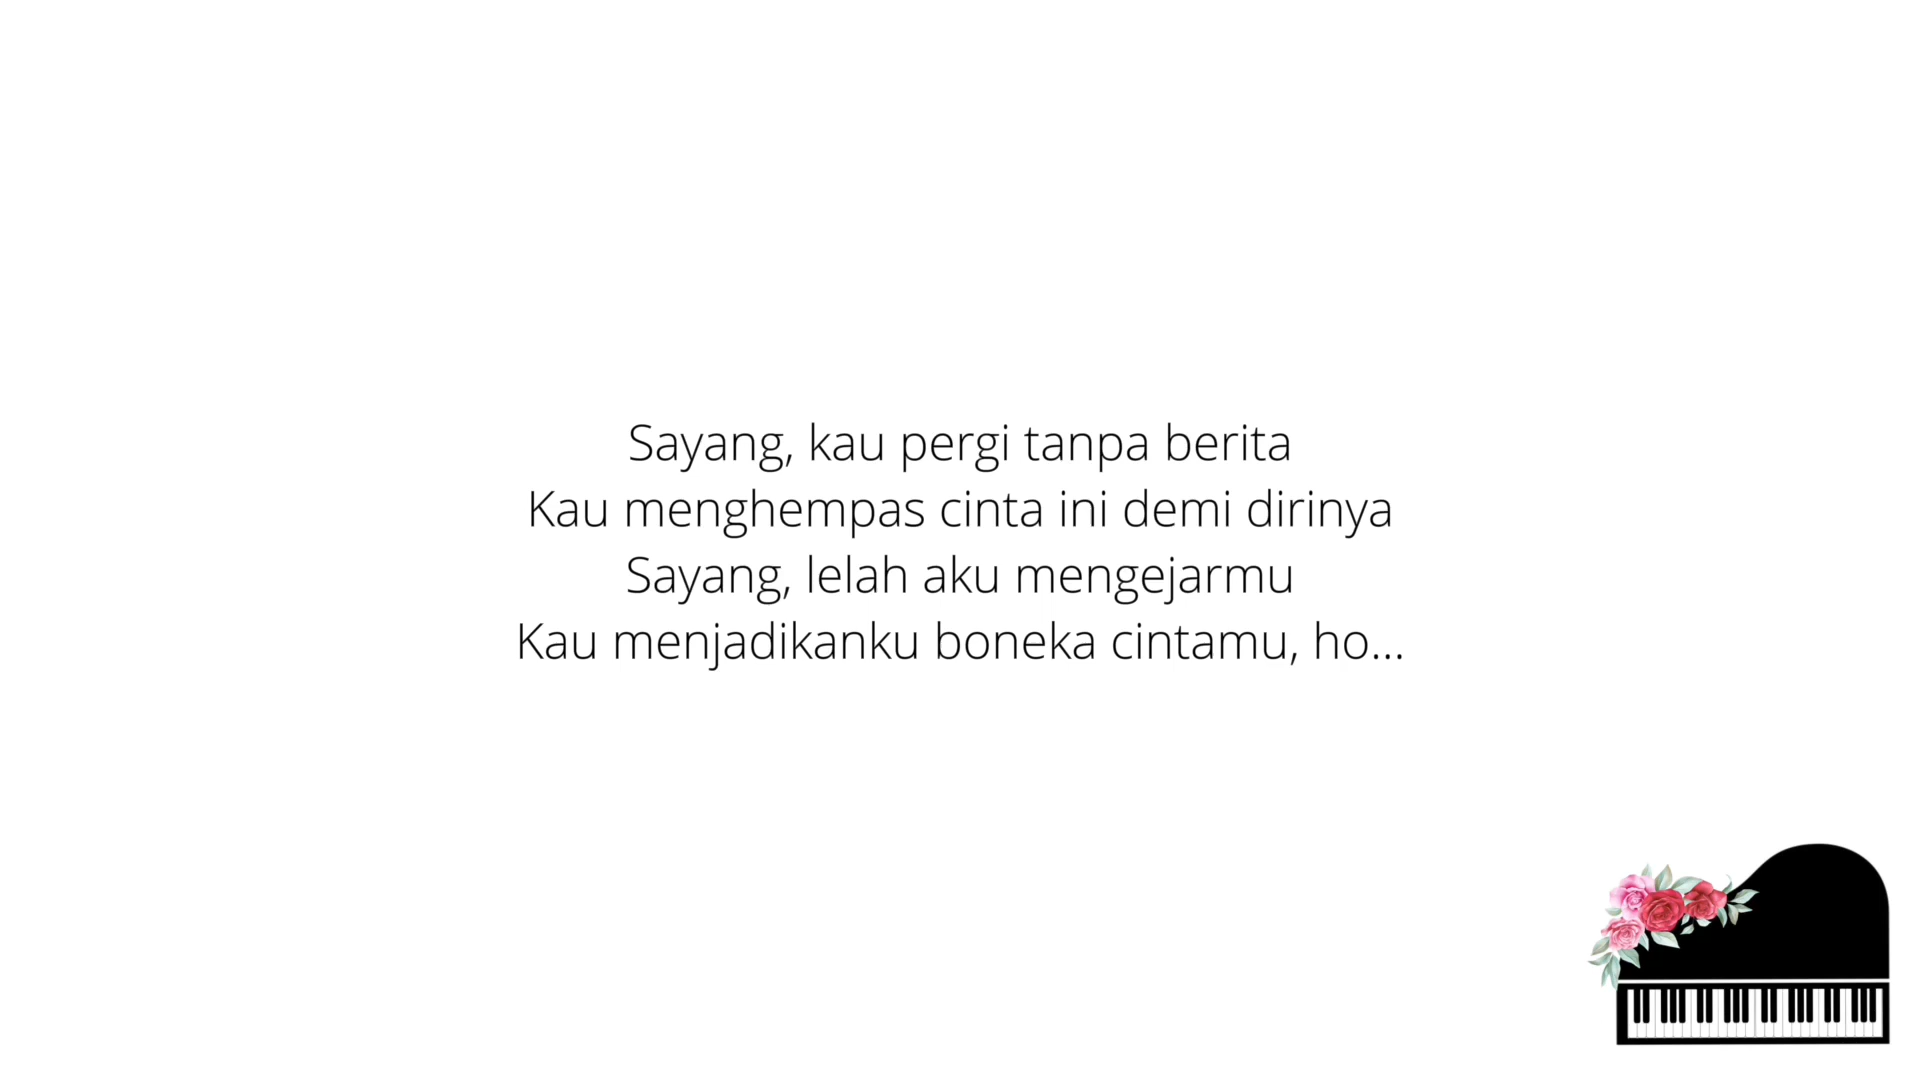 Sayang, kau pergi tanpa berita
Kau menghempas cinta ini demi dirinya
Sayang, lelah aku mengejarmu
Kau menjadikanku boneka cintamu, ho...